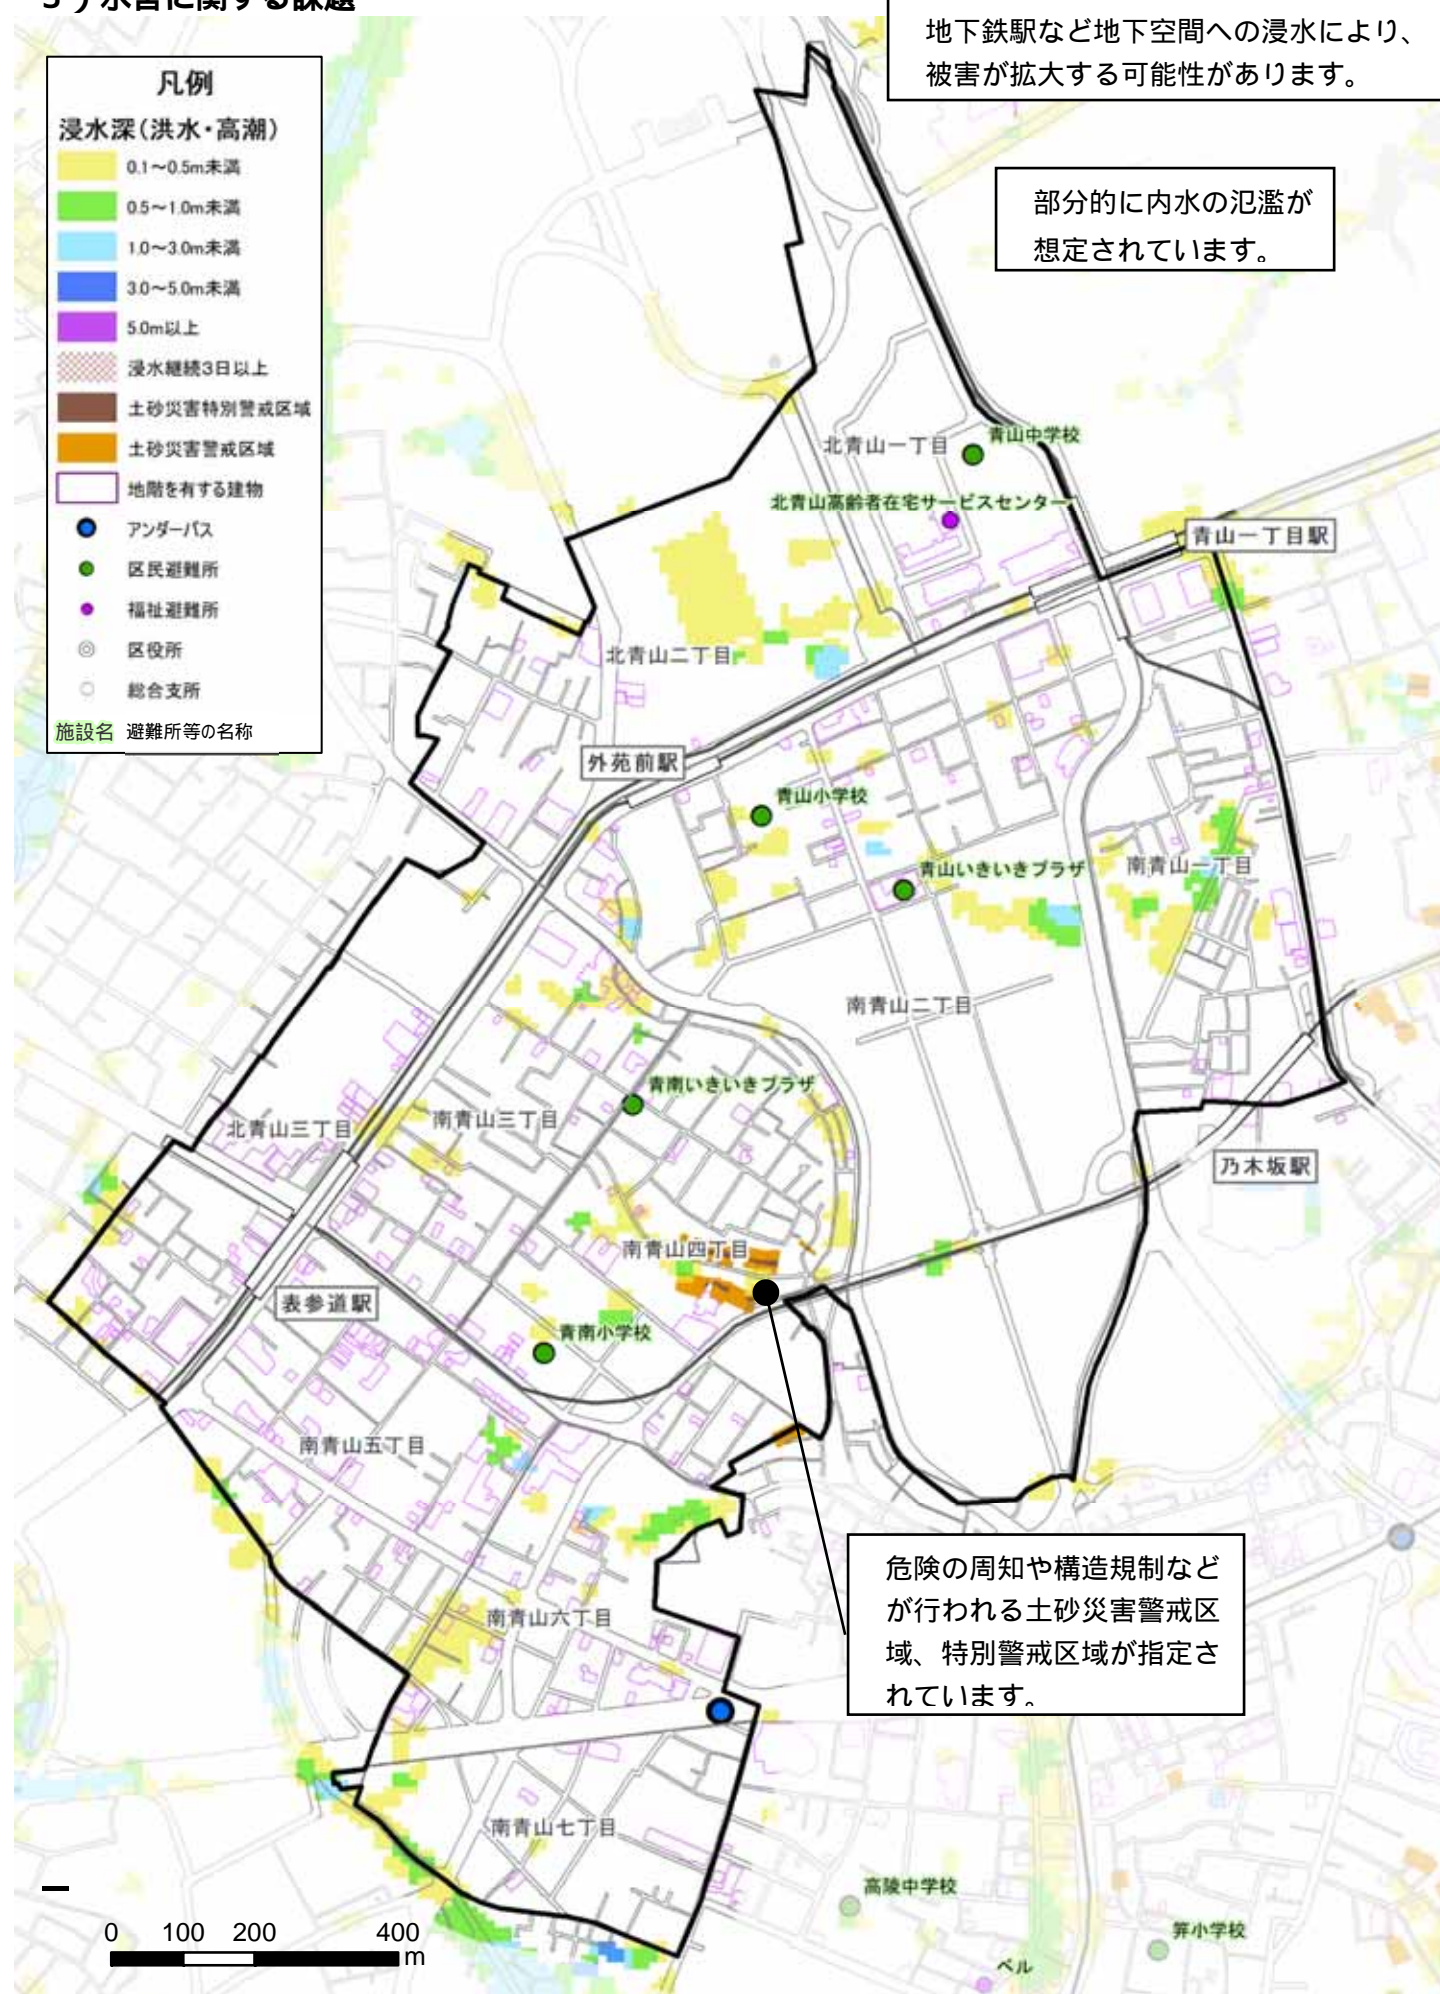 3)水害に関する課題
地下鉄駅など地下空間への浸水により、
被害が拡大する可能性があります。
部分的に内水の氾濫が
想定されています。
凡例
浸水深(洪水・高潮)
0.1～0.5m未満
0.5～1.0m未満
1.0～3.0m未満
3.0～5.0m未満
5.0m以上
浸水継続3日以上
土砂災害特別警戒区域
土砂災害警戒区域
地階を有する建物
アンダーパス
区民避難所
福祉避難所
区役所
総合支所
施設名 避難所等の名称
北青山一丁目
青山中学校
北青山高齢者在宅サービスセンター
青山一丁目駅
北青山二丁目
外苑前駅
青山小学校
青山いきいきプラザ
南青山一丁目
南青山二丁目
青南いきいきプラザ
北青山三丁目
南青山三丁目
乃木坂駅
南青山四丁目
表参道駅
青南小学校
南青山五丁目
危険の周知や構造規制など
が行われる土砂災害警戒区
域、特別警戒区域が指定さ
れています。
南青山六丁目
南青山七丁目
高陵中学校
笄小学校
ベル
0 100 200 400
m